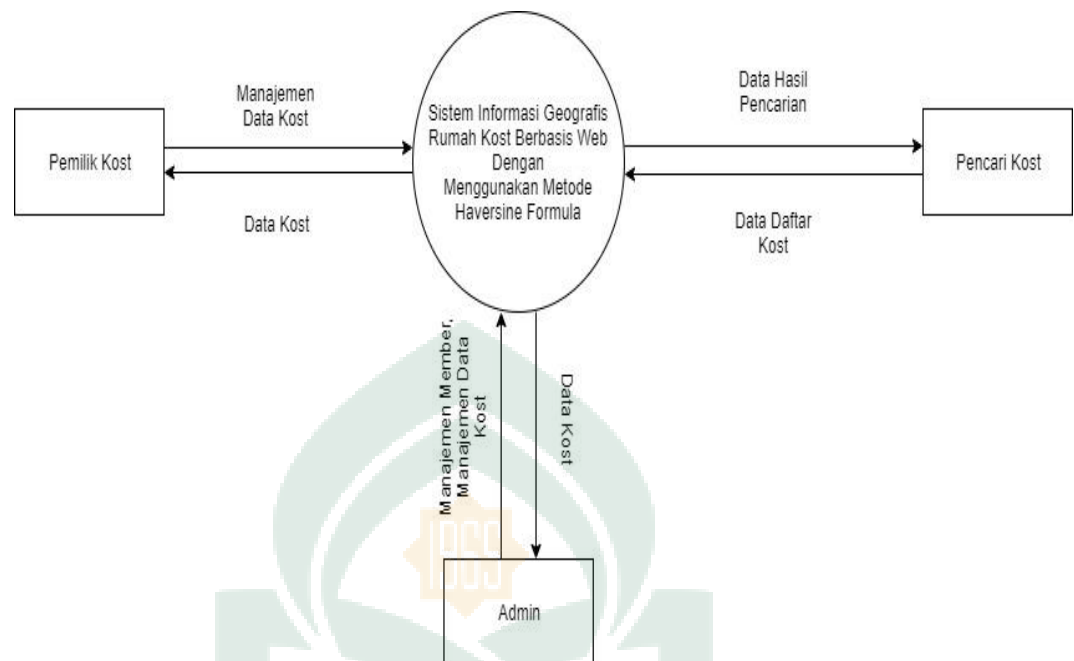 Manajemen
Data Kost
Pemilik Kost
Data Kost
Sistem Informasi Geografis
Rumah Kost Berbasis Web
Dengan
Menggunakan Metode
Haversine Formula
Data Hasil
Pencarian
Pencari Kost
Data Daftar
Kost
Manajemen Member,
Manajemen Data
Kost
Data Kost
1969
Admin